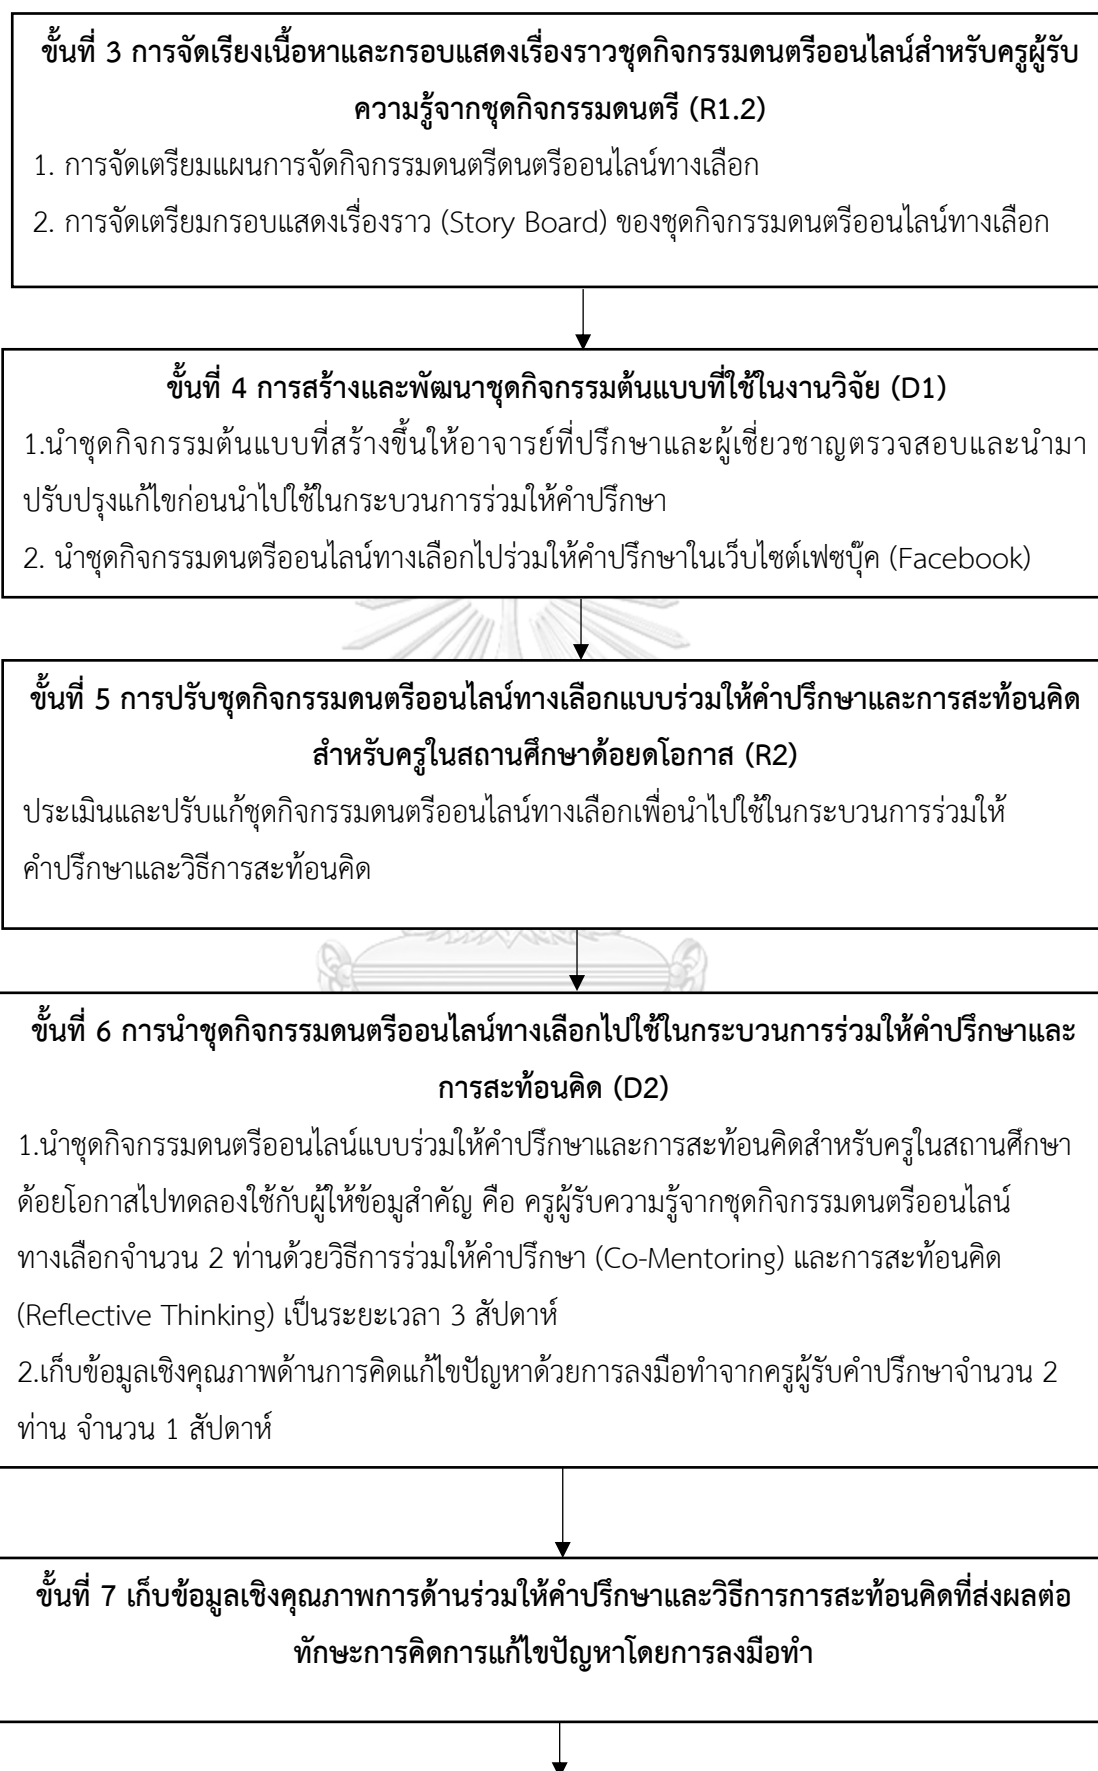 ขั้นที่ 3 การจัดเรียงเนื้อหาและกรอบแสดงเรื่องราวชุดกิจกรรมดนตรีออนไลน์สำหรับครูผู้รับ
ความรู้จากชุดกิจกรรมดนตรี (R1.2)
1. การจัดเตรียมแผนการจัดกิจกรรมดนตรีดนตรีออนไลน์ทางเลือก
2. การจัดเตรียมกรอบแสดงเรื่องราว (Story Board) ของชุดกิจกรรมดนตรีออนไลน์ทางเลือก
ขั้นที่ 4 การสร้างและพัฒนาชุดกิจกรรมต้นแบบที่ใช้ในงานวิจัย (D1)
1.นำชุดกิจกรรมต้นแบบที่สร้างขึ้นให้อาจารย์ที่ปรึกษาและผู้เชี่ยวชาญตรวจสอบและนำมา
ปรับปรุงแก้ไขก่อนนำไปใช้ในกระบวนการร่วมให้คำปรึกษา
2. นำชุดกิจกรรมดนตรีออนไลน์ทางเลือกไปร่วมให้คำปรึกษาในเว็บไซต์เฟซบุ๊ค (Facebook)
ขั้นที่ 5 การปรับชุดกิจกรรมดนตรีออนไลน์ทางเลือกแบบร่วมให้คำปรึกษาและการสะท้อนคิด
สำหรับครูในสถานศึกษาด้อยดโอกาส (R2)
ประเมินและปรับแก้ชุดกิจกรรมดนตรีออนไลน์ทางเลือกเพื่อนำไปใช้ในกระบวนการร่วมให้
คำปรึกษาและวิธีการสะท้อนคิด
ขั้นที่ 6 การนำชุดกิจกรรมดนตรีออนไลน์ทางเลือกไปใช้ในกระบวนการร่วมให้คำปรึกษาและ
การสะท้อนคิด (D2)
1.นำชุดกิจกรรมดนตรีออนไลน์แบบร่วมให้คำปรึกษาและการสะท้อนคิดสำหรับครูในสถานศึกษา
ด้อยโอกาสไปทดลองใช้กับผู้ให้ข้อมูสำคัญ คือ ครูผู้รับความรู้จากชุดกิจกรรมดนตรีออนไลน์
ทางเลือกจำนวน 2 ท่านด้วยวิธีการร่วมให้คำปรึกษา (Co-Mentoring) และการสะท้อนคิด
(Reflective Thinking) เป็นระยะเวลา 3 สัปดาห์
2.เก็บข้อมูลเชิงคุณภาพด้านการคิดแก้ไขปัญหาด้วยการลงมือทำจากครูผู้รับคำปรึกษาจำนวน 2
ท่าน จำนวน 1 สัปดาห์
ขั้นที่ 7 เก็บข้อมูลเชิงคุณภาพการด้านร่วมให้คำปรึกษาและวิธีการการสะท้อนคิดที่ส่งผลต่อ
ทักษะการคิดการแก้ไขปัญหาโดยการลงมือทำ